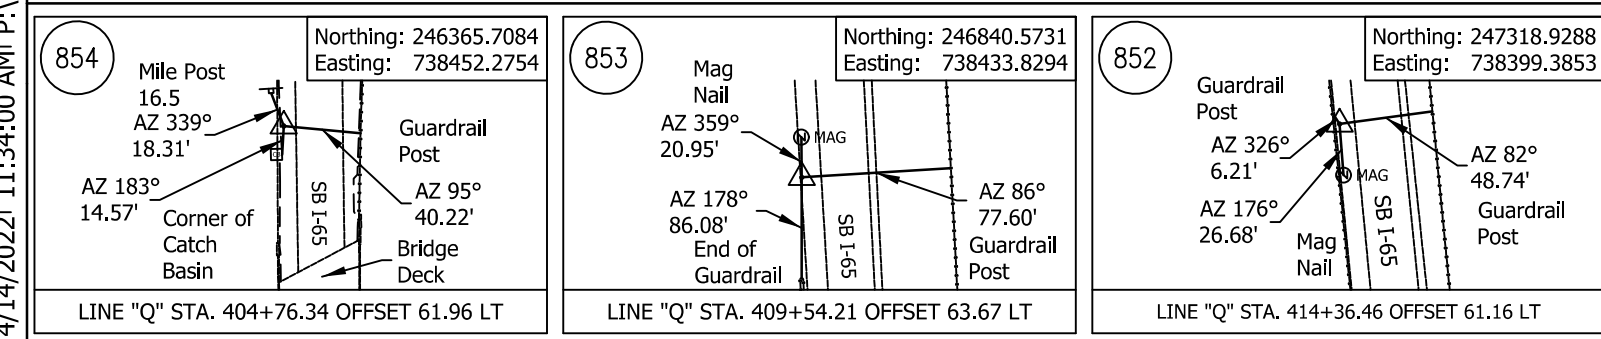 4/14/2022 11:34:00 AM P:\
854
Northing: 246365.7084
Easting: 738452.2754
Mile Post
16.5
AZ 339°
18.31'
Guardrail
Post
AZ 183°
14.57'
AZ 95°
40.22'
SB I-65
Corner of
Catch
Basin
Bridge
Deck
LINE "Q" STA. 404+76.34 OFFSET 61.96 LT
853
Northing: 246840.5731
Easting: 738433.8294
Mag
Nail
AZ 359°
20.95'
MAG
AZ 178°
86.08'
AZ 86°
77.60'
SB I-65
End of
Guardrail
Guardrail
Post
LINE "Q" STA. 409+54.21 OFFSET 63.67 LT
852
Northing: 247318.9288
Easting: 738399.3853
Guardrail
Post
AZ 326°
6.21'
MAG
AZ 82°
48.74'
AZ 176°
26.68'
SB I-65
Mag
Nail
Guardrail
Post
LINE "Q" STA. 414+36.46 OFFSET 61.16 LT